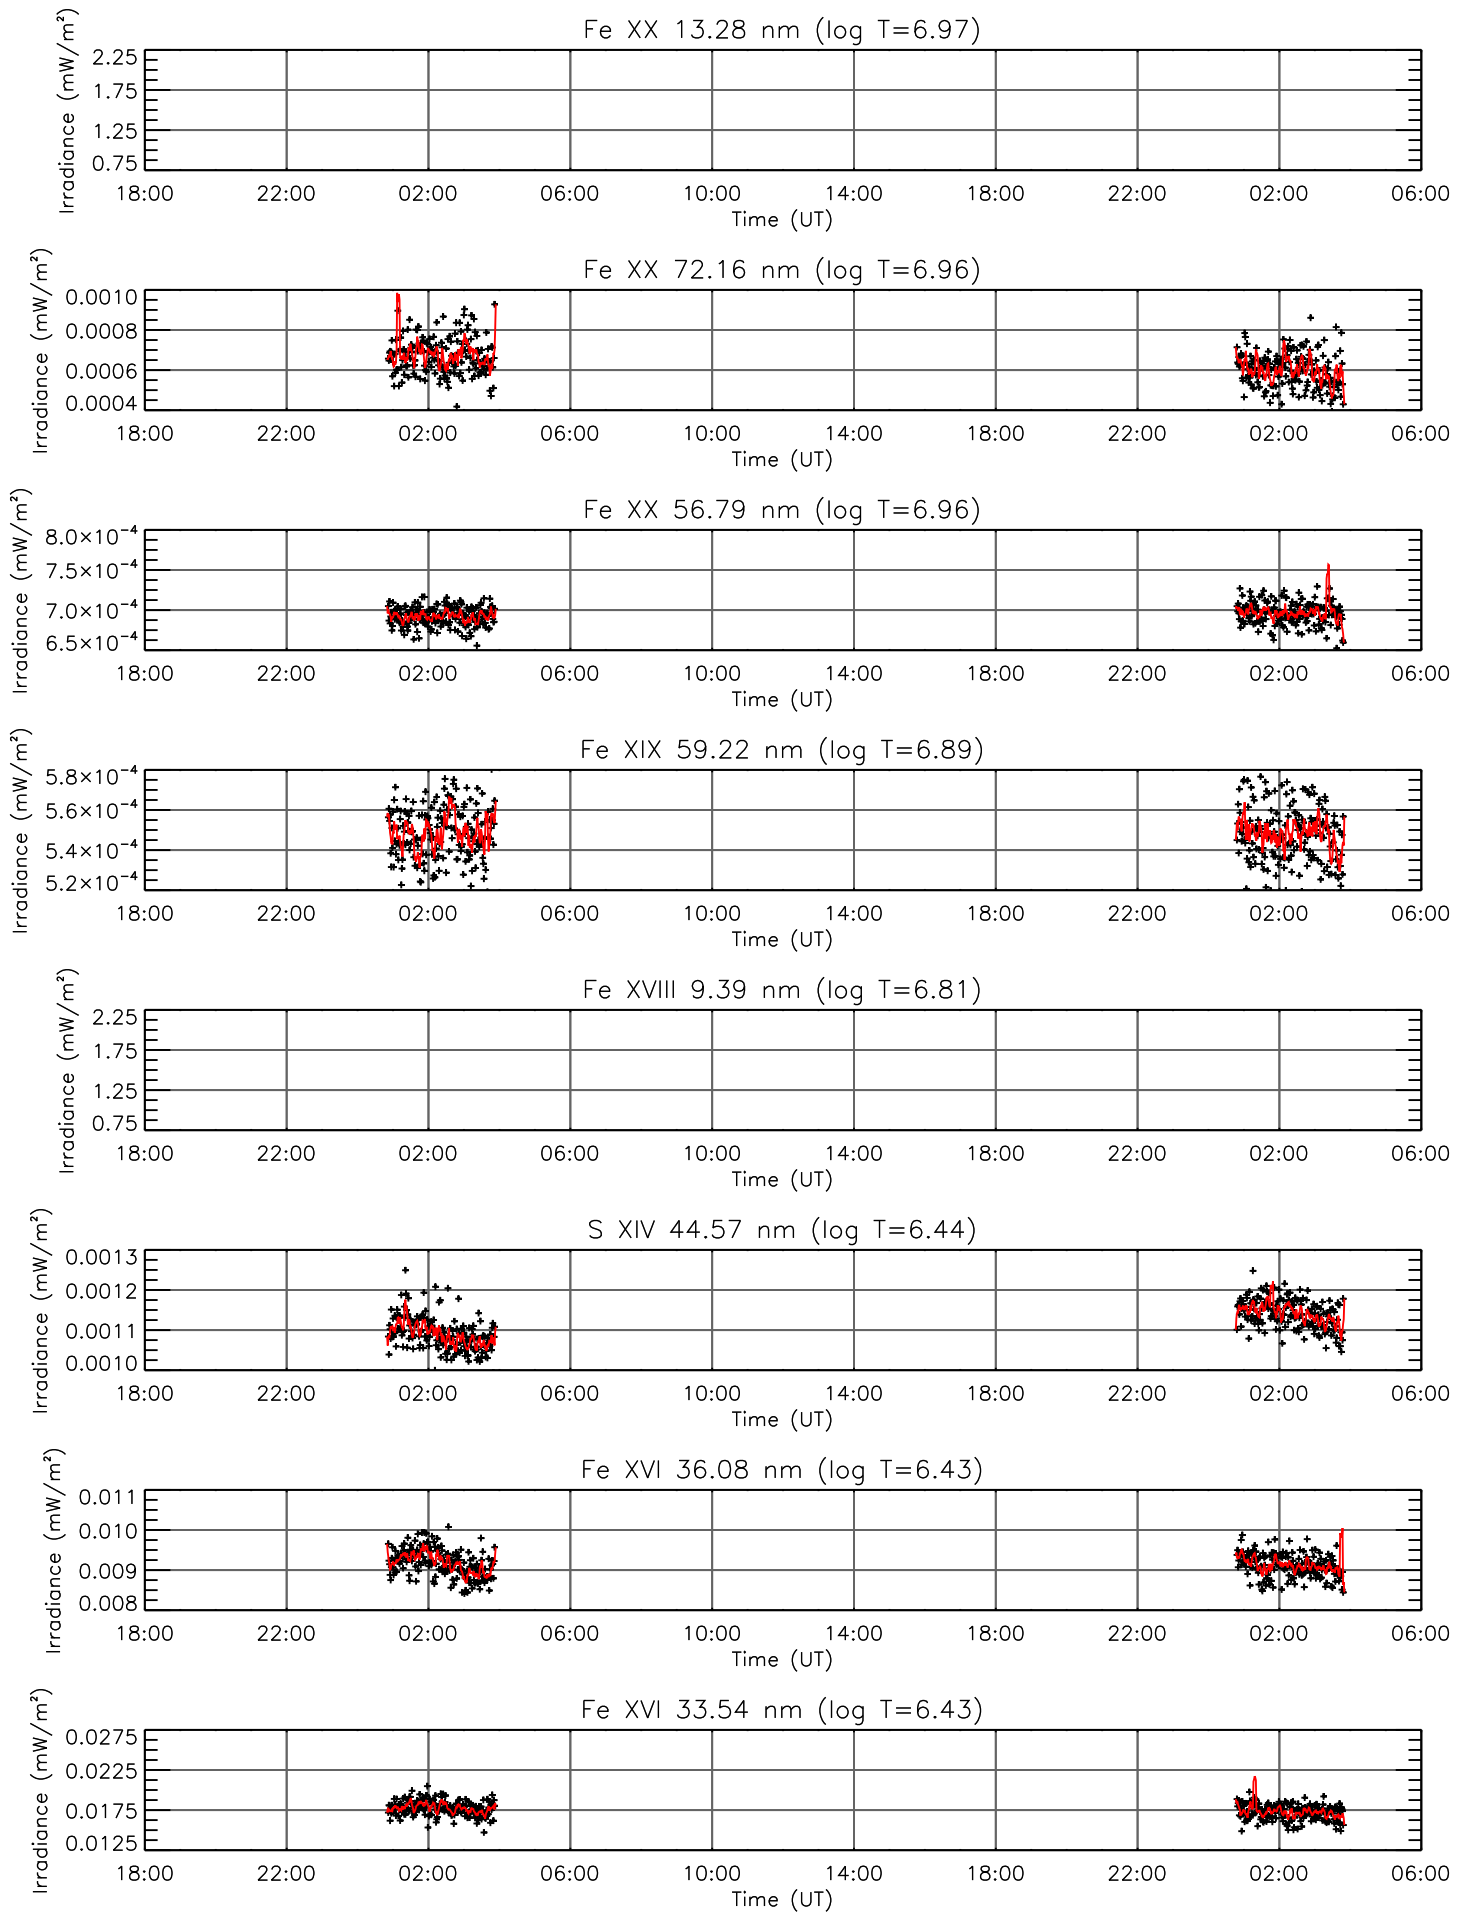 Fe XX 13.28 nm (log T=6.97)
Irradiance (mW/m²)
2.25
1.75
1.25
0.75
18:00 22:00 02:00 06:00 10:00 14:00 18:00 22:00 02:00 06:00
Time (UT)
Fe XX 72.16 nm (log T=6.96)
Irradiance (mW/m²)
0.0010
0.0008
0.0006
0.0004
18:00 22:00 02:00 06:00 10:00 14:00 18:00 22:00 02:00 06:00
Time (UT)
Fe XX 56.79 nm (log T=6.96)
Irradiance (mW/m²)
8.0×10⁻⁴
7.5×10⁻⁴
7.0×10⁻⁴
6.5×10⁻⁴
18:00 22:00 02:00 06:00 10:00 14:00 18:00 22:00 02:00 06:00
Time (UT)
Fe XIX 59.22 nm (log T=6.89)
Irradiance (mW/m²)
5.8×10⁻⁴
5.6×10⁻⁴
5.4×10⁻⁴
5.2×10⁻⁴
18:00 22:00 02:00 06:00 10:00 14:00 18:00 22:00 02:00 06:00
Time (UT)
Fe XVIII 9.39 nm (log T=6.81)
Irradiance (mW/m²)
2.25
1.75
1.25
0.75
18:00 22:00 02:00 06:00 10:00 14:00 18:00 22:00 02:00 06:00
Time (UT)
S XIV 44.57 nm (log T=6.44)
Irradiance (mW/m²)
0.0013
0.0012
0.0011
0.0010
18:00 22:00 02:00 06:00 10:00 14:00 18:00 22:00 02:00 06:00
Time (UT)
Fe XVI 36.08 nm (log T=6.43)
Irradiance (mW/m²)
0.011
0.010
0.009
0.008
18:00 22:00 02:00 06:00 10:00 14:00 18:00 22:00 02:00 06:00
Time (UT)
Fe XVI 33.54 nm (log T=6.43)
Irradiance (mW/m²)
0.0275
0.0225
0.0175
0.0125
18:00 22:00 02:00 06:00 10:00 14:00 18:00 22:00 02:00 06:00
Time (UT)